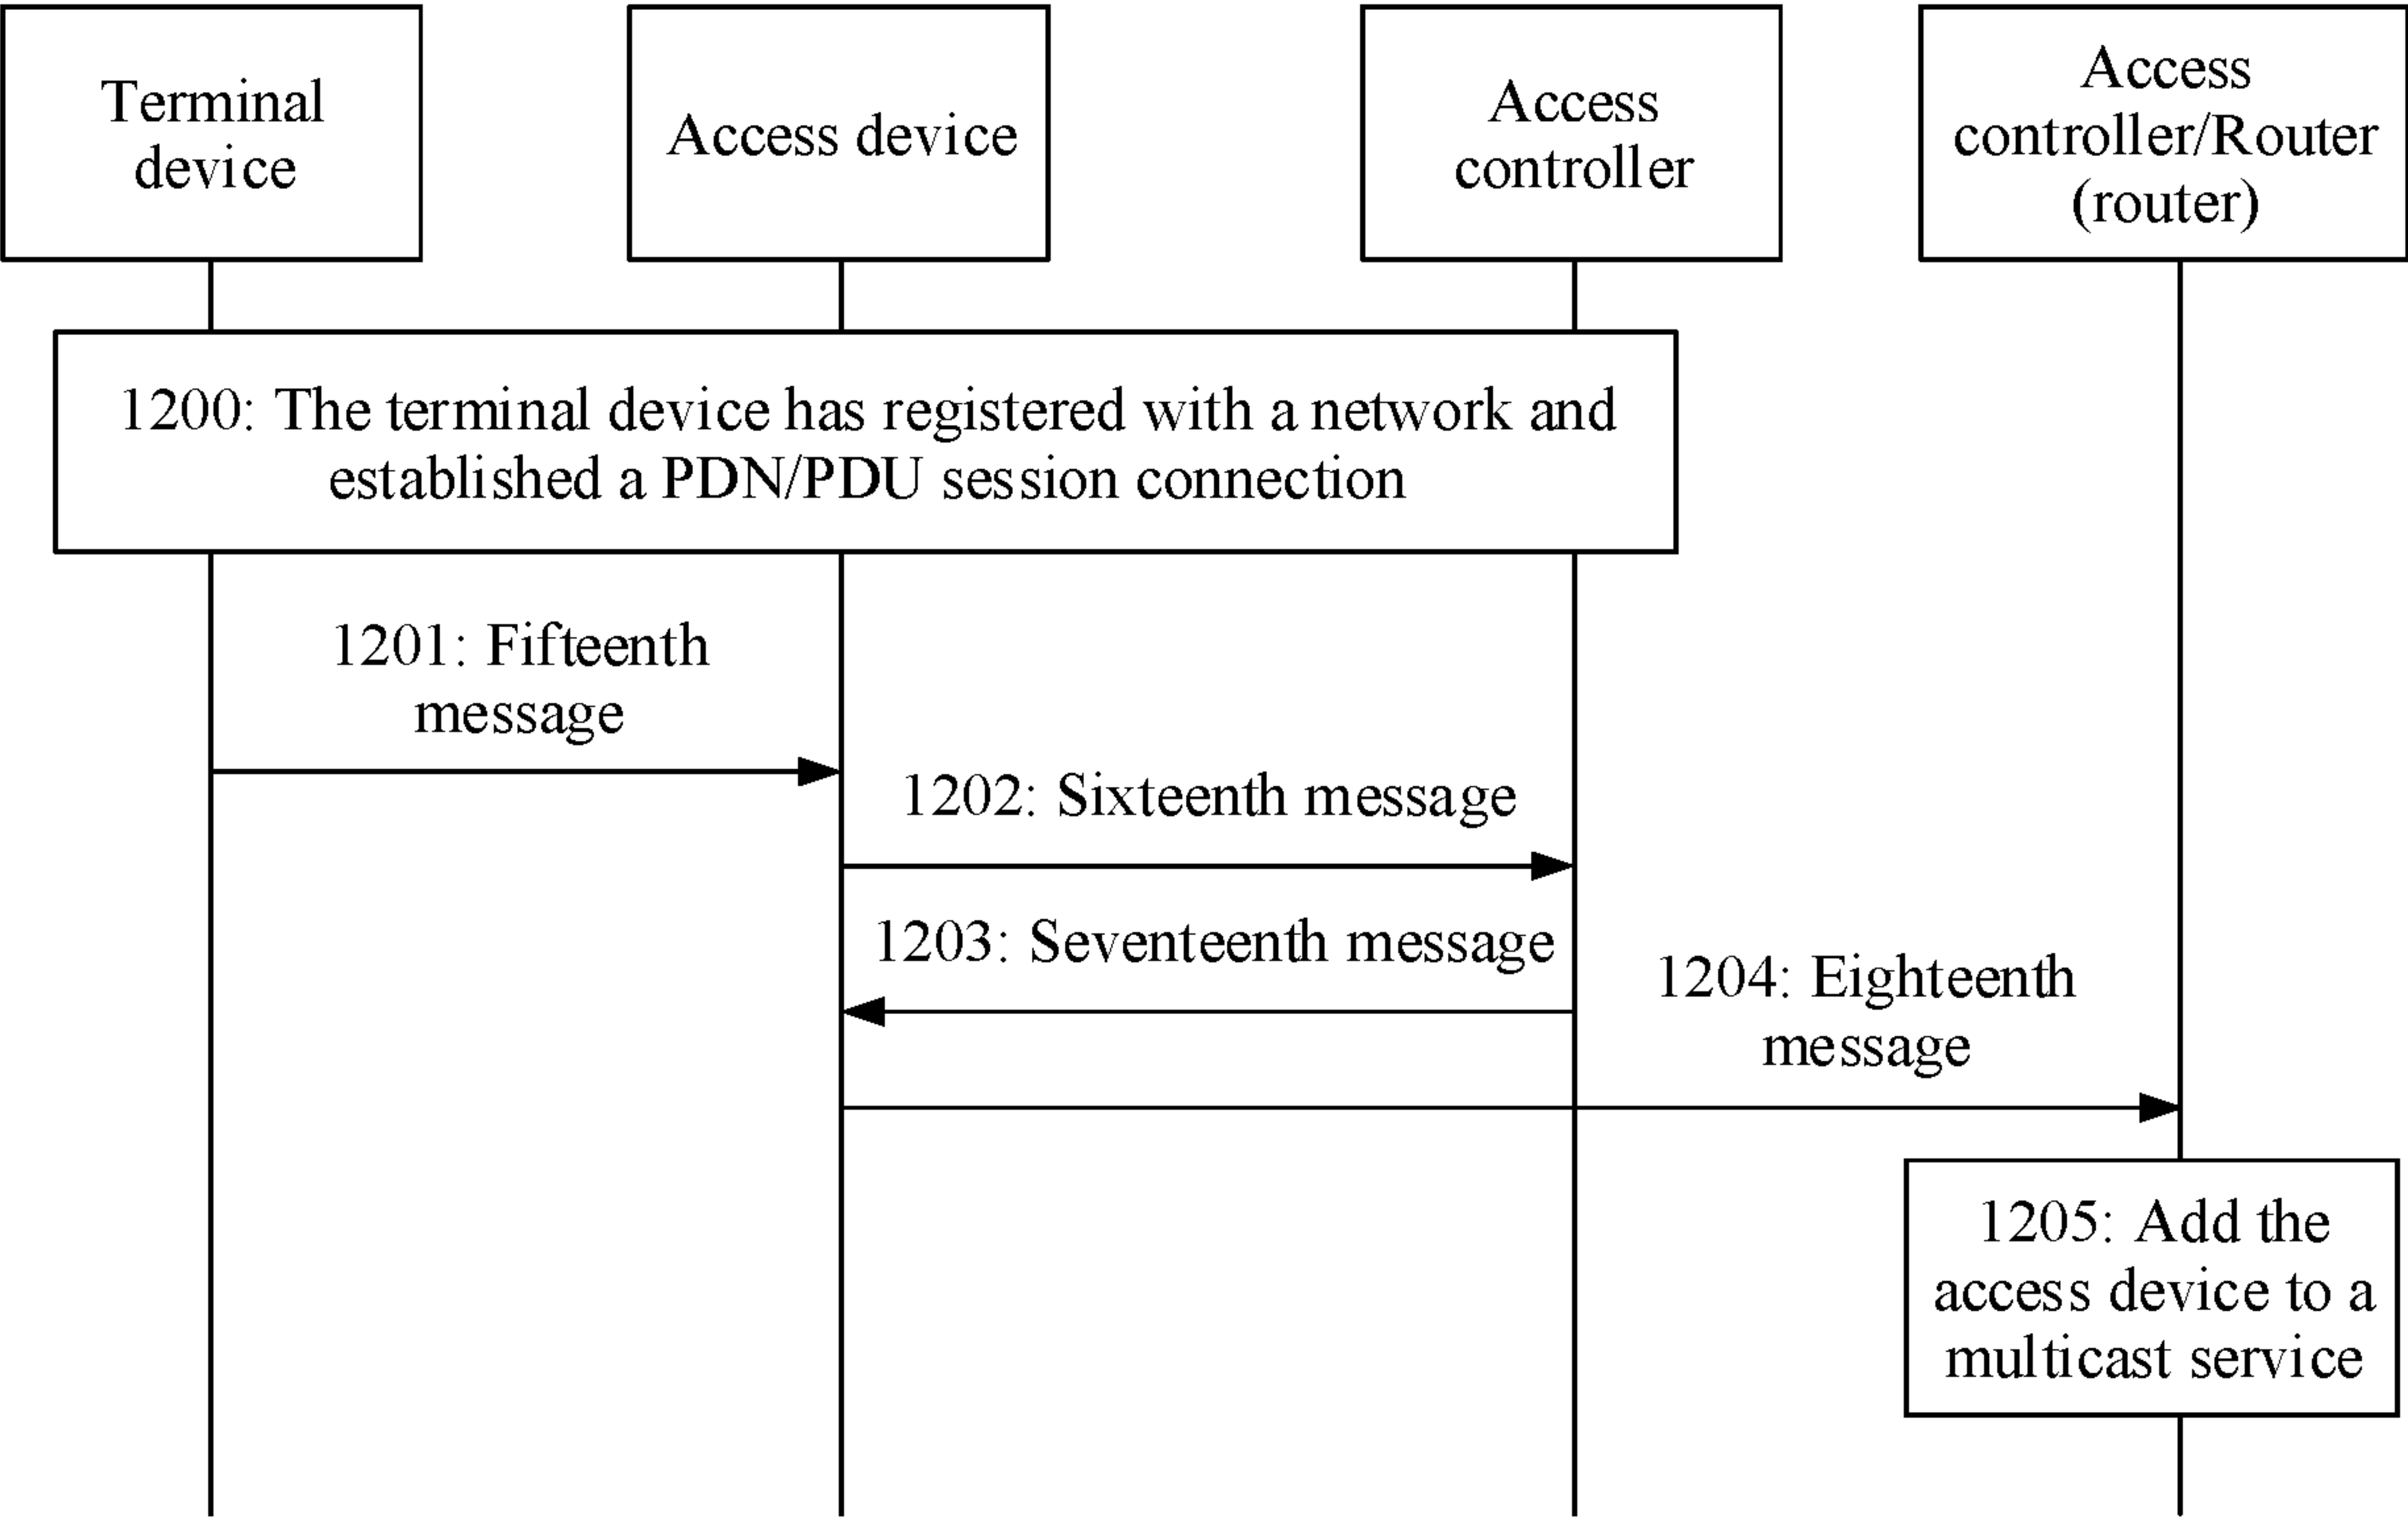 Terminal
device
Access device
Access
controller
Access
controller/Router
(router)
1200: The terminal device has registered with a network and
established a PDN/PDU session connection
1201: Fifteenth
message
1202: Sixteenth message
1203: Seventeenth message
1204: Eighteenth
message
1205: Add the
access device to a
multicast service